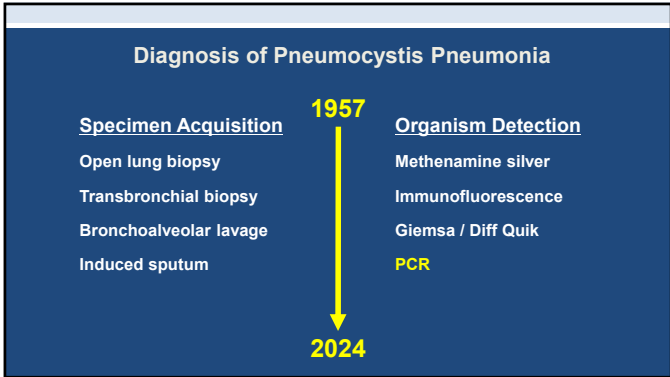 Diagnosis of Pneumocystis Pneumonia
1957
Specimen Acquisition
Open lung biopsy
Transbronchial biopsy
Bronchoalveolar lavage
Induced sputum
Organism Detection
Methenamine silver
Immunofluorescence
Giemsa / Diff Quik
PCR
2024